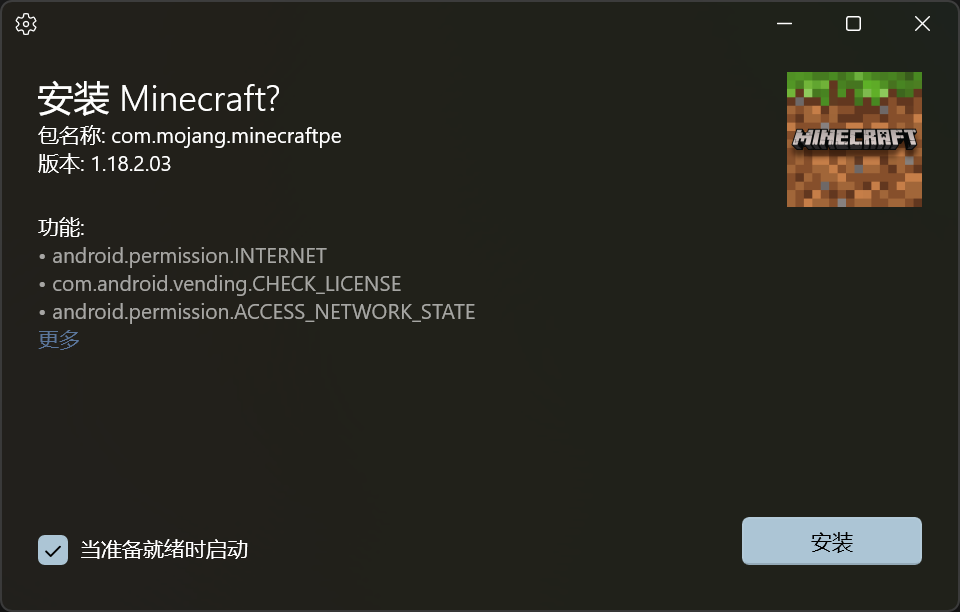 安装 Minecraft?
包名称: com.mojang.minecraftpe
版本: 1.18.2.03
MINECRAFT
功能:
• android.permission.INTERNET
• com.android.vending.CHECK_LICENSE
• android.permission.ACCESS_NETWORK_STATE
更多
当准备就绪时启动
安装